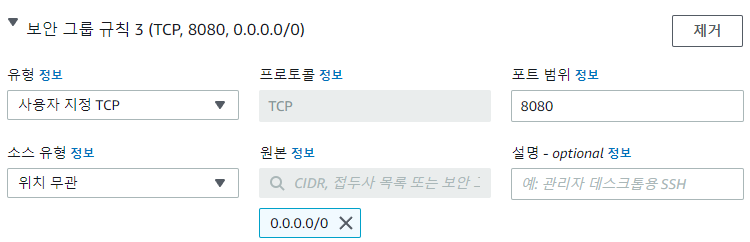 보안 그룹 규칙 3 (TCP, 8080, 0.0.0.0/0)
제거
유형 정보
프로토콜 정보
포트 범위 정보
사용자 지정 TCP
TCP
8080
소스 유형 정보
원본 정보
설명 - optional 정보
위치 무관
CIDR, 접두사 목록 또는 보안 그
예: 관리자 데스크톱용 SSH
0.0.0.0/0